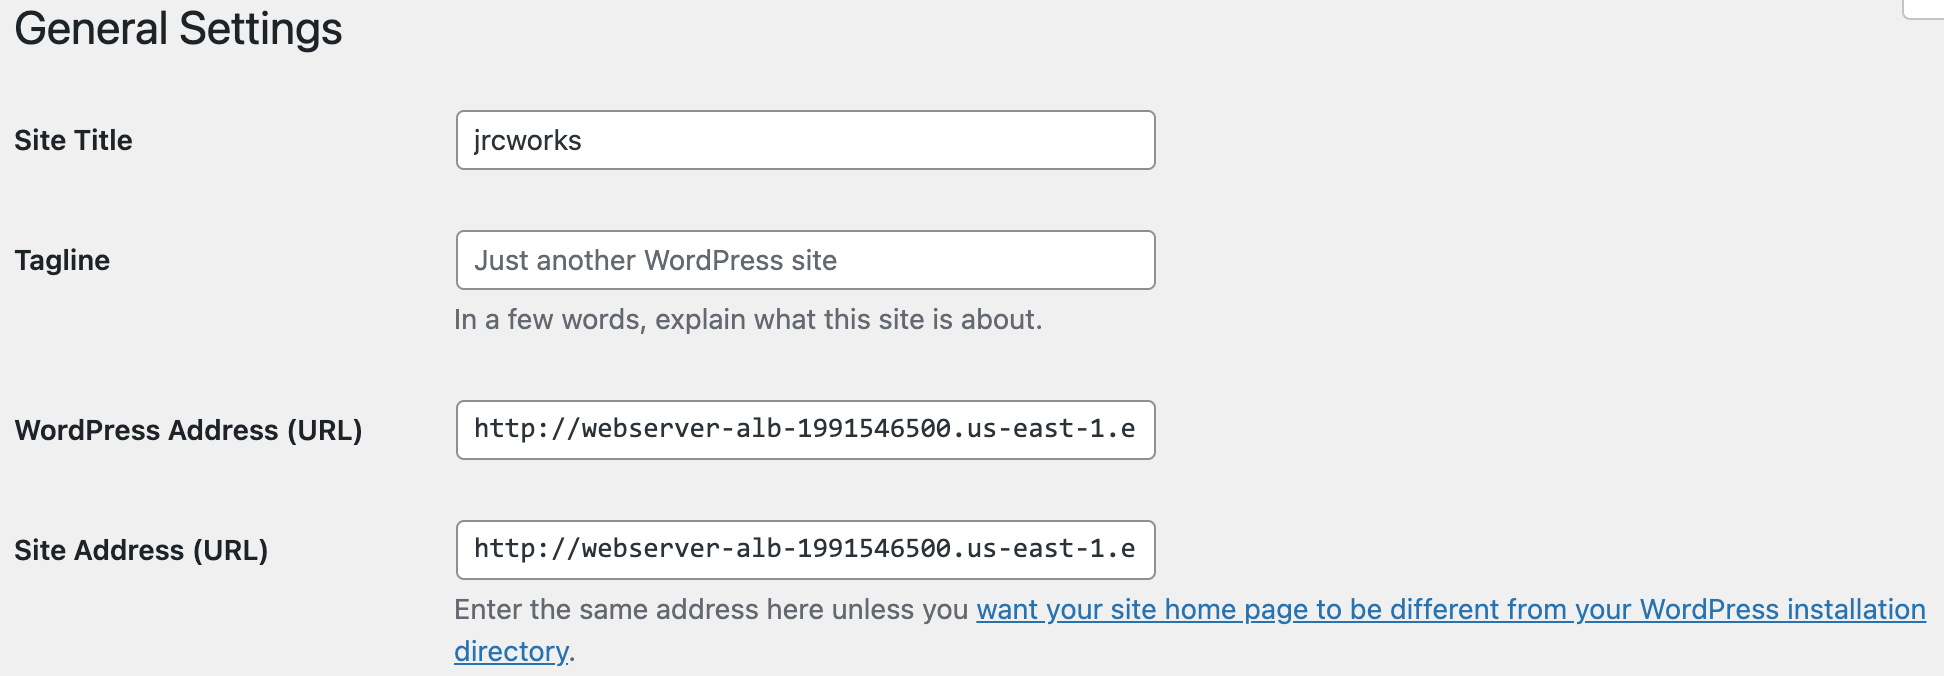 General Settings
Site Title
jrcworks
Tagline
Just another WordPress site
In a few words, explain what this site is about.
WordPress Address (URL)
http://webserver-alb-1991546500.us-east-1.e
Site Address (URL)
http://webserver-alb-1991546500.us-east-1.e
Enter the same address here unless you want your site home page to be different from your WordPress installation
directory.